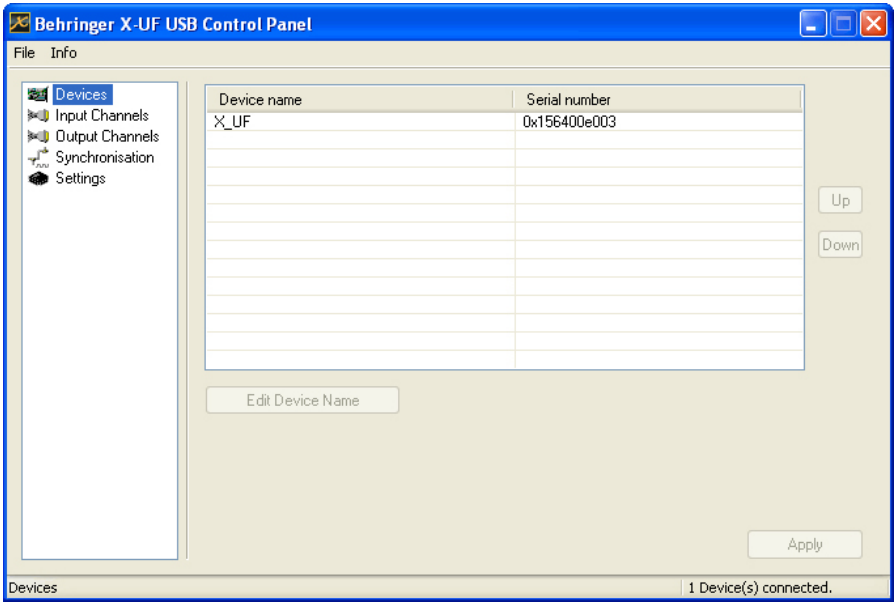 Behringer X-UF USB Control Panel
File Info
Devices
Input Channels
Output Channels
Synchronisation
Settings
Device name Serial number
X_UF 0x156400e003
Up
Down
Edit Device Name
Apply
Devices 1 Device(s) connected.